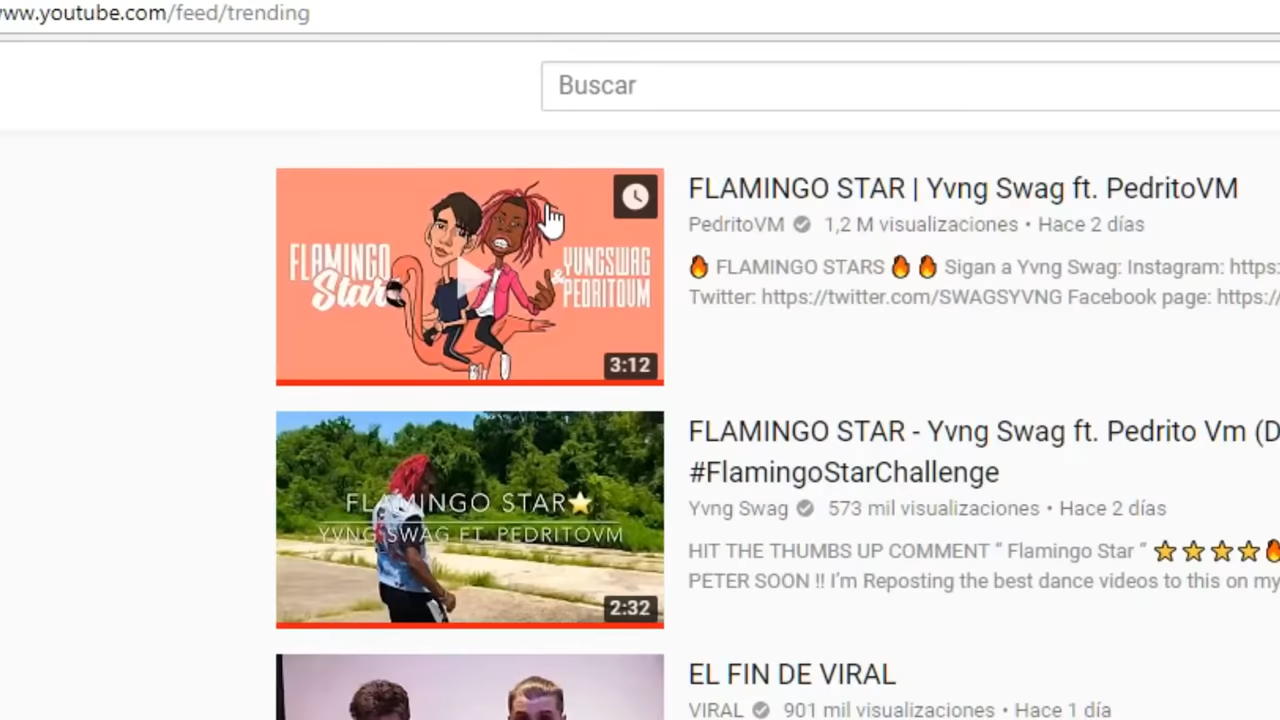 www.youtube.com/feed/trending
Buscar
FLAMINGO
Star
YVNGSWAG
& PEDRITOVM
3:12
FLAMINGO STAR | Yvng Swag ft. PedritoVM
PedritoVM 1,2 M visualizaciones • Hace 2 días
🔥 FLAMINGO STARS 🔥 🔥 Sigan a Yvng Swag: Instagram: https:
Twitter: https://twitter.com/SWAGSYVNG Facebook page: https://
FLAMINGO STAR⭐
YVNG SWAG FT. PEDRITOVM
2:32
FLAMINGO STAR - Yvng Swag ft. Pedrito Vm (D
#FlamingoStarChallenge
Yvng Swag 573 mil visualizaciones • Hace 2 días
HIT THE THUMBS UP COMMENT “ Flamingo Star ” ⭐⭐⭐⭐🔥
PETER SOON !! I’m Reposting the best dance videos to this on my
EL FIN DE VIRAL
VIRAL 901 mil visualizaciones • Hace 1 día